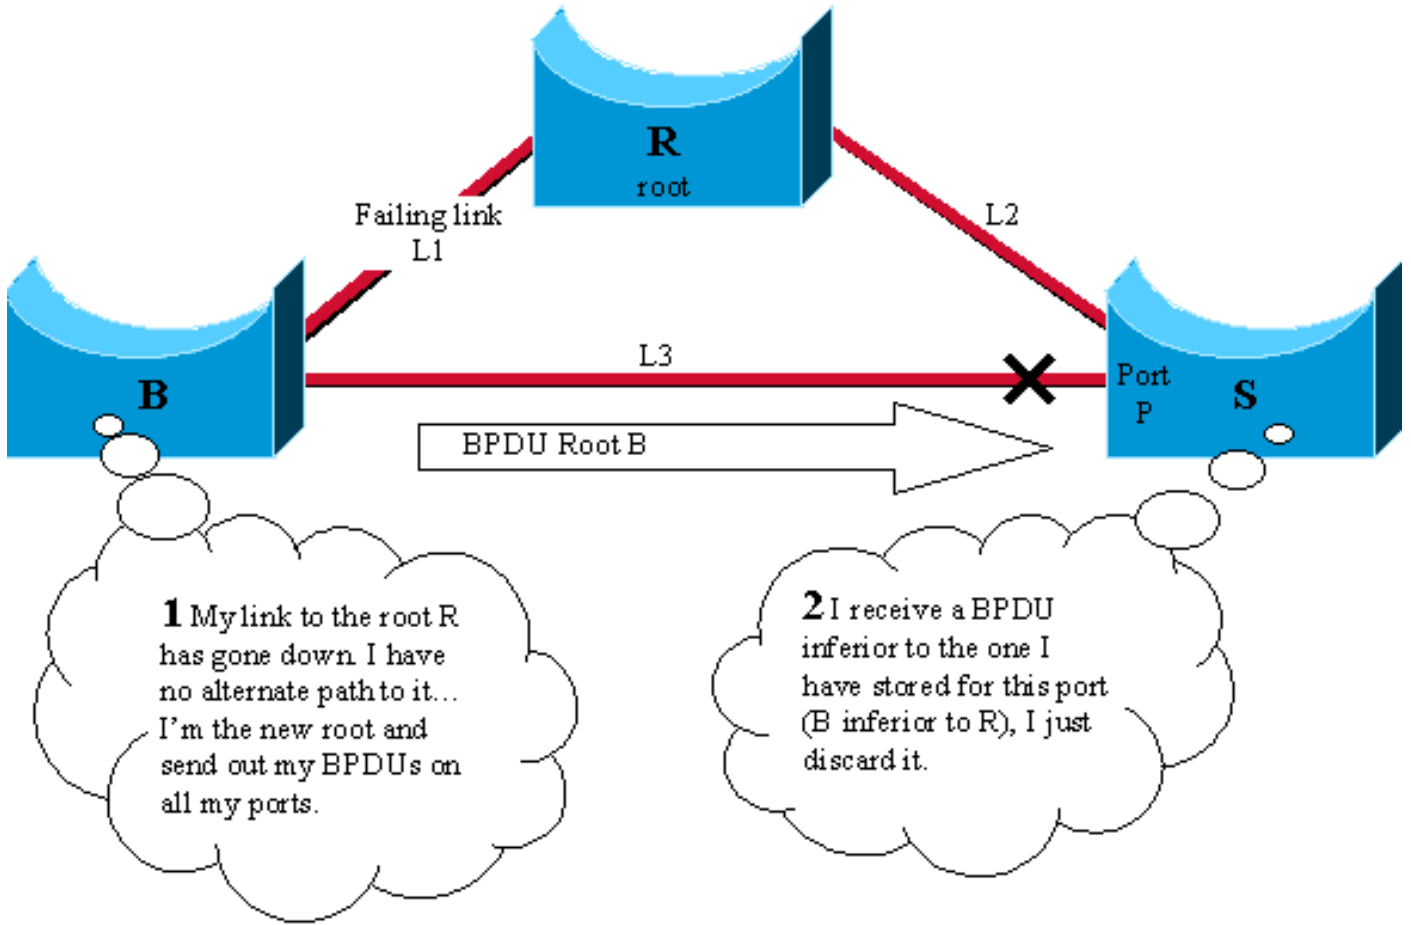 R
root
Failing link
L1
L2
L3
B
Port
P
S
BPDU Root B
1 My link to the root R
has gone down. I have
no alternate path to it...
I'm the new root and
send out my BPDUs on
all my ports.
2 I receive a BPDU
inferior to the one I
have stored for this port
(B inferior to R), I just
discard it.